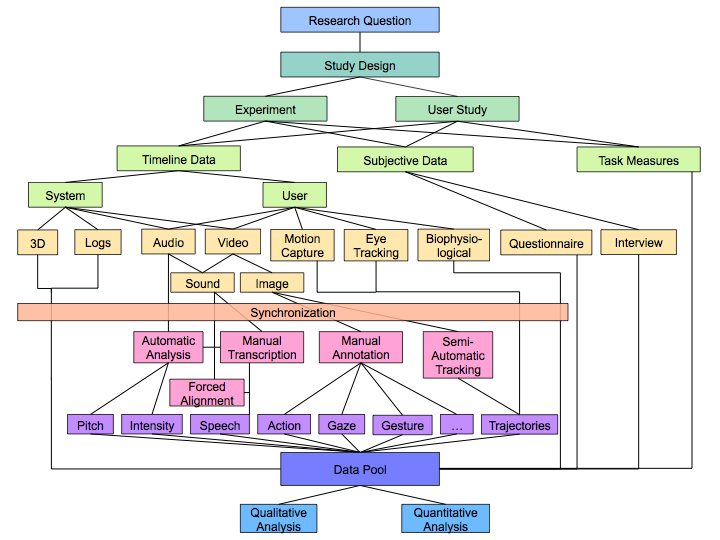 Research Question
Study Design
Experiment
User Study
Timeline Data
Subjective Data
Task Measures
System
User
3D
Logs
Audio
Video
Motion
Capture
Eye
Tracking
Biophysio-
logical
Questionnaire
Interview
Sound
Image
Synchronization
Automatic
Analysis
Manual
Transcription
Manual
Annotation
Semi-
Automatic
Tracking
Forced
Alignment
Pitch
Intensity
Speech
Action
Gaze
Gesture
...
Trajectories
Data Pool
Qualitative
Analysis
Quantitative
Analysis